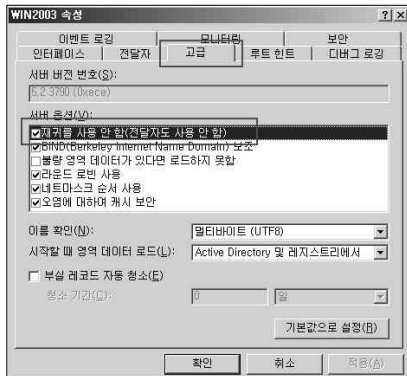 WIN2003 속성
이벤트 로깅 모니터링 보안
인터페이스 전달자 고급 루트 힌트 디버그 로깅
서버 버전 번호(S):
5,2 3790 (0xece)
서버 옵션(V):
재귀를 사용 안 함(전달자도 사용 안 함)
BIND(Berkeley Internet Name Domain) 보조
불량 영역 데이터가 있다면 로드하지 못함
라운드 로빈 사용
네트마스크 순서 사용
오염에 대하여 캐시 보안
이름 확인(N): 멀티바이트 (UTF8)
시작할 때 영역 데이터 로드(L): Active Directory 및 레지스트리에서
부실 레코드 자동 청소(E)
청소 기간(C): 0 일
기본값으로 설정(R)
확인 취소 적용(A)